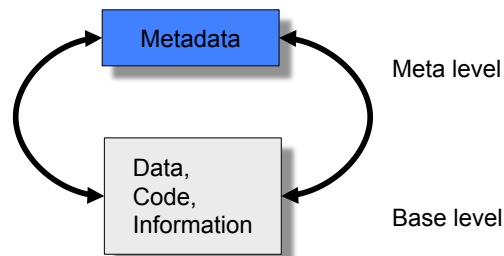 Metadata
Meta level
Data,
Code,
Information
Base level